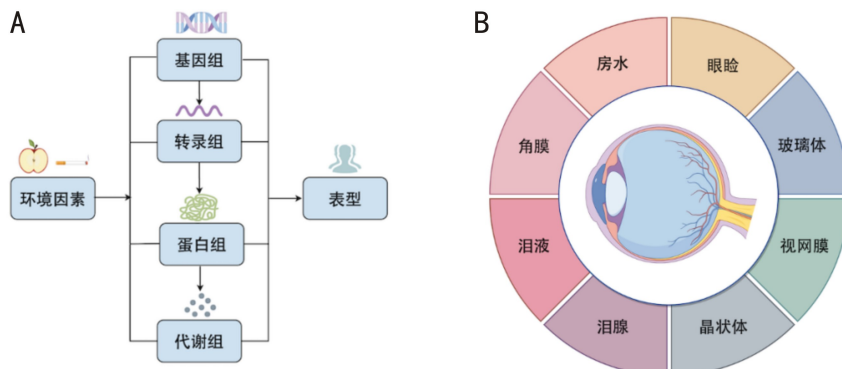 A
基因组
转录组
环境因素
表型
蛋白组
代谢组
B
房水
眼睑
角膜
玻璃体
泪液
视网膜
泪腺
晶状体